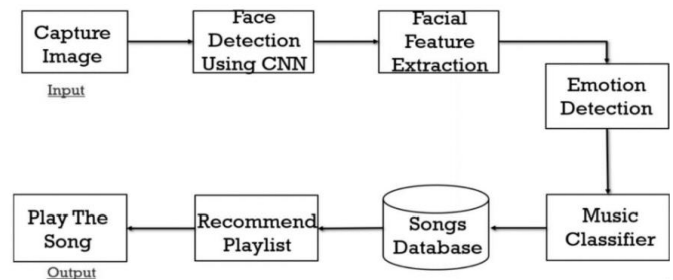 Capture
Image
Input
Face
Detection
Using CNN
Facial
Feature
Extraction
Emotion
Detection
Music
Classifier
Songs
Database
Recommend
Playlist
Play The
Song
Output